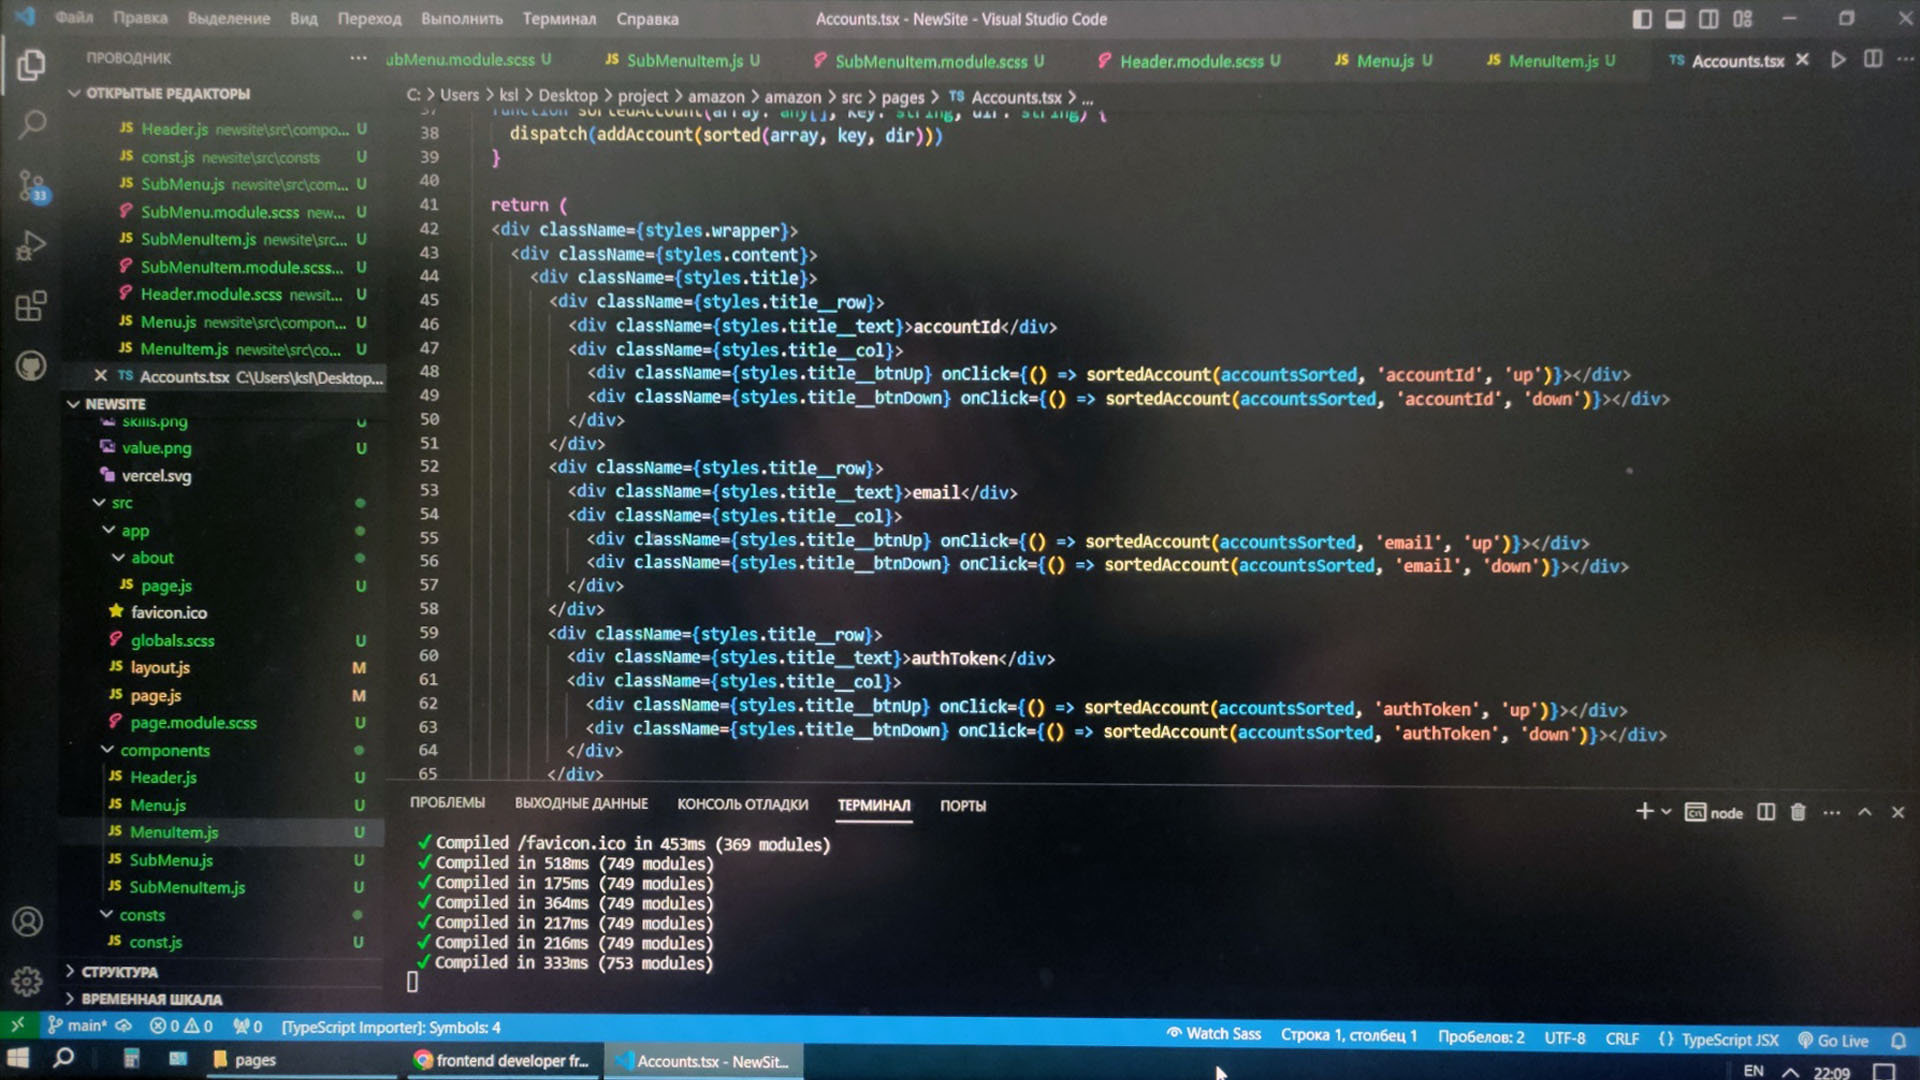 Файл Правка Выделение Вид Переход Выполнить Терминал Справка
Accounts.tsx - NewSite - Visual Studio Code
ПРОВОДНИК
ubMenu.module.scss U JS SubMenuItem.js U SubMenuItem.module.scss U Header.module.scss U JS Menu.js U JS MenuItem.js U TS Accounts.tsx
ОТКРЫТЫЕ РЕДАКТОРЫ
JS Header.js newsite\src\compo... U
JS const.js newsite\src\consts U
JS SubMenu.js newsite\src\com... U
SubMenu.module.scss new... U
JS SubMenuItem.js newsite\src... U
SubMenuItem.module.scss... U
Header.module.scss newsit... U
JS Menu.js newsite\src\compon... U
JS MenuItem.js newsite\src\co... U
TS Accounts.tsx C:\Users\ksl\Desktop...
NEWSITE
skills.png U
value.png U
vercel.svg
src
app
about
JS page.js U
favicon.ico
globals.scss U
JS layout.js M
JS page.js M
page.module.scss U
components
JS Header.js U
JS Menu.js U
JS MenuItem.js U
JS SubMenu.js U
JS SubMenuItem.js U
consts
JS const.js U
СТРУКТУРА
ВРЕМЕННАЯ ШКАЛА
33
C: > Users > ksl > Desktop > project > amazon > amazon > src > pages > TS Accounts.tsx > ...
37 function sortedAccount(array: any[], key: string, dir: string) {
38 dispatch(addAccount(sorted(array, key, dir)))
39 }
40
41 return (
42 <div className={styles.wrapper}>
43 <div className={styles.content}>
44 <div className={styles.title}>
45 <div className={styles.title__row}>
46 <div className={styles.title__text}>accountId</div>
47 <div className={styles.title__col}>
48 <div className={styles.title__btnUp} onClick={() => sortedAccount(accountsSorted, 'accountId', 'up')}></div>
49 <div className={styles.title__btnDown} onClick={() => sortedAccount(accountsSorted, 'accountId', 'down')}></div>
50 </div>
51 </div>
52 <div className={styles.title__row}>
53 <div className={styles.title__text}>email</div>
54 <div className={styles.title__col}>
55 <div className={styles.title__btnUp} onClick={() => sortedAccount(accountsSorted, 'email', 'up')}></div>
56 <div className={styles.title__btnDown} onClick={() => sortedAccount(accountsSorted, 'email', 'down')}></div>
57 </div>
58 </div>
59 <div className={styles.title__row}>
60 <div className={styles.title__text}>authToken</div>
61 <div className={styles.title__col}>
62 <div className={styles.title__btnUp} onClick={() => sortedAccount(accountsSorted, 'authToken', 'up')}></div>
63 <div className={styles.title__btnDown} onClick={() => sortedAccount(accountsSorted, 'authToken', 'down')}></div>
64 </div>
65 </div>
ПРОБЛЕМЫ ВЫХОДНЫЕ ДАННЫЕ КОНСОЛЬ ОТЛАДКИ ТЕРМИНАЛ ПОРТЫ
node
✓ Compiled /favicon.ico in 453ms (369 modules)
✓ Compiled in 518ms (749 modules)
✓ Compiled in 175ms (749 modules)
✓ Compiled in 364ms (749 modules)
✓ Compiled in 217ms (749 modules)
✓ Compiled in 216ms (749 modules)
✓ Compiled in 333ms (753 modules)
main* 0 0 0 [TypeScript Importer]: Symbols: 4
Watch Sass Строка 1, столбец 1 Пробелов: 2 UTF-8 CRLF {} TypeScript JSX Go Live
pages frontend developer fr... Accounts.tsx - NewSit...
EN 22:09